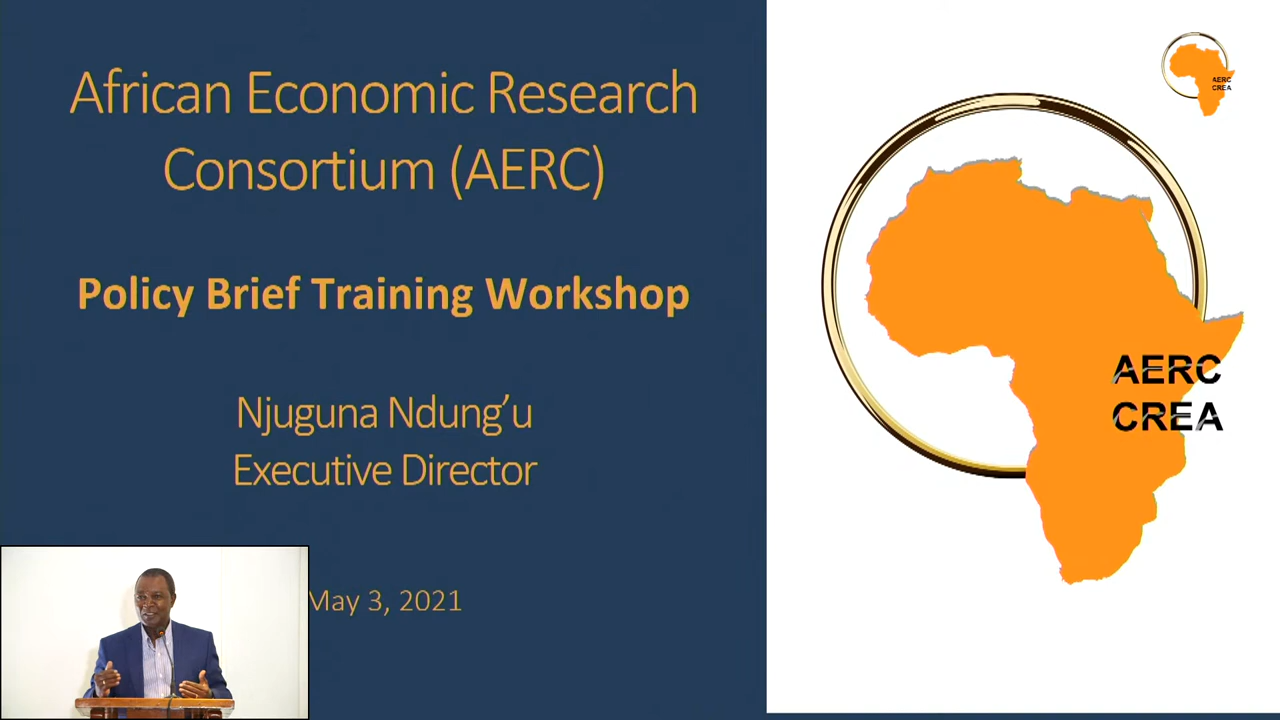 African Economic Research
Consortium (AERC)
Policy Brief Training Workshop
Njuguna Ndung’u
Executive Director
May 3, 2021
AERC
CREA
AERC
CREA